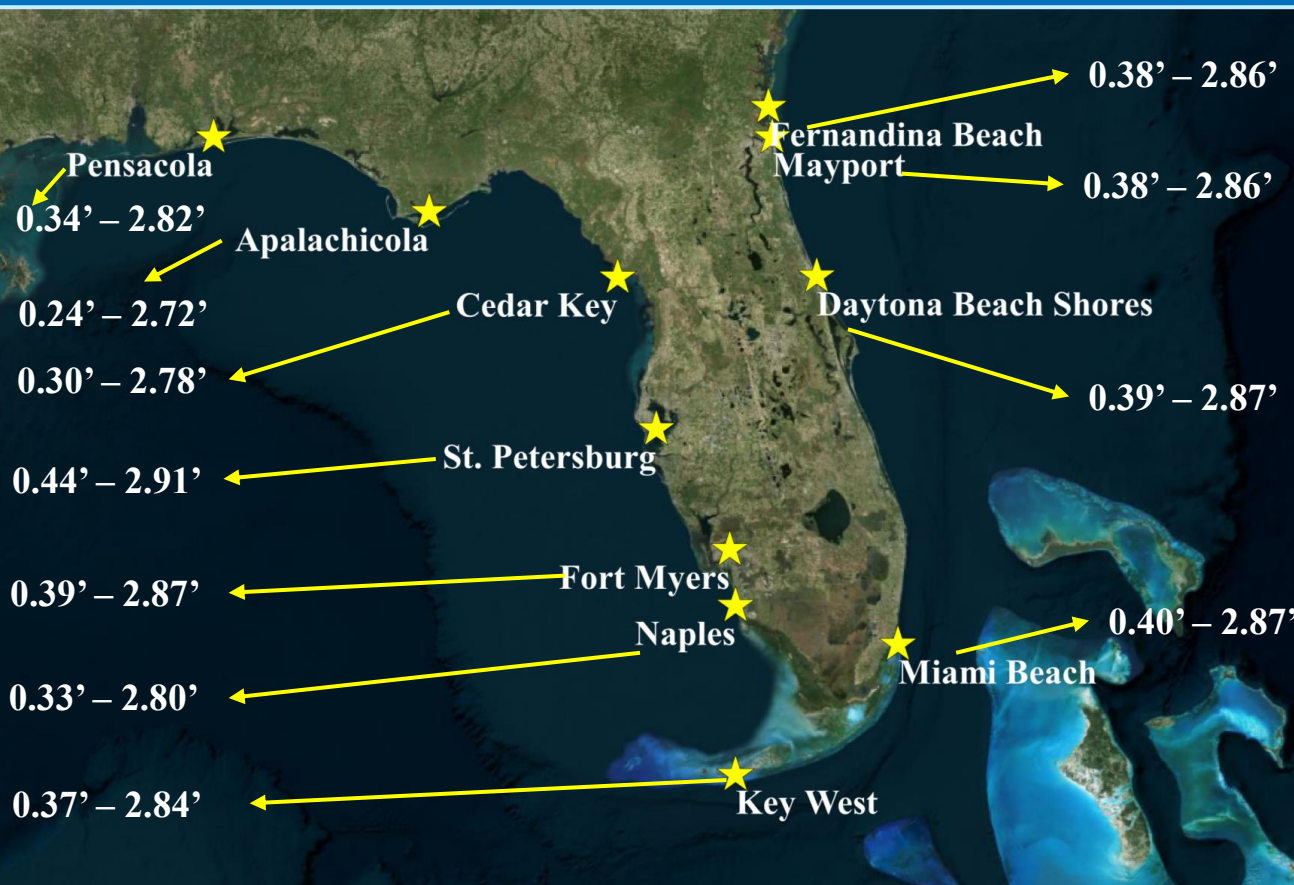 0.38’ – 2.86’
Fernandina Beach
Mayport
0.38’ – 2.86’
Pensacola
0.34’ – 2.82’
Apalachicola
0.24’ – 2.72’
Cedar Key
Daytona Beach Shores
0.30’ – 2.78’
0.39’ – 2.87’
St. Petersburg
0.44’ – 2.91’
Fort Myers
0.39’ – 2.87’
Naples
0.40’ – 2.87’
Miami Beach
0.33’ – 2.80’
Key West
0.37’ – 2.84’